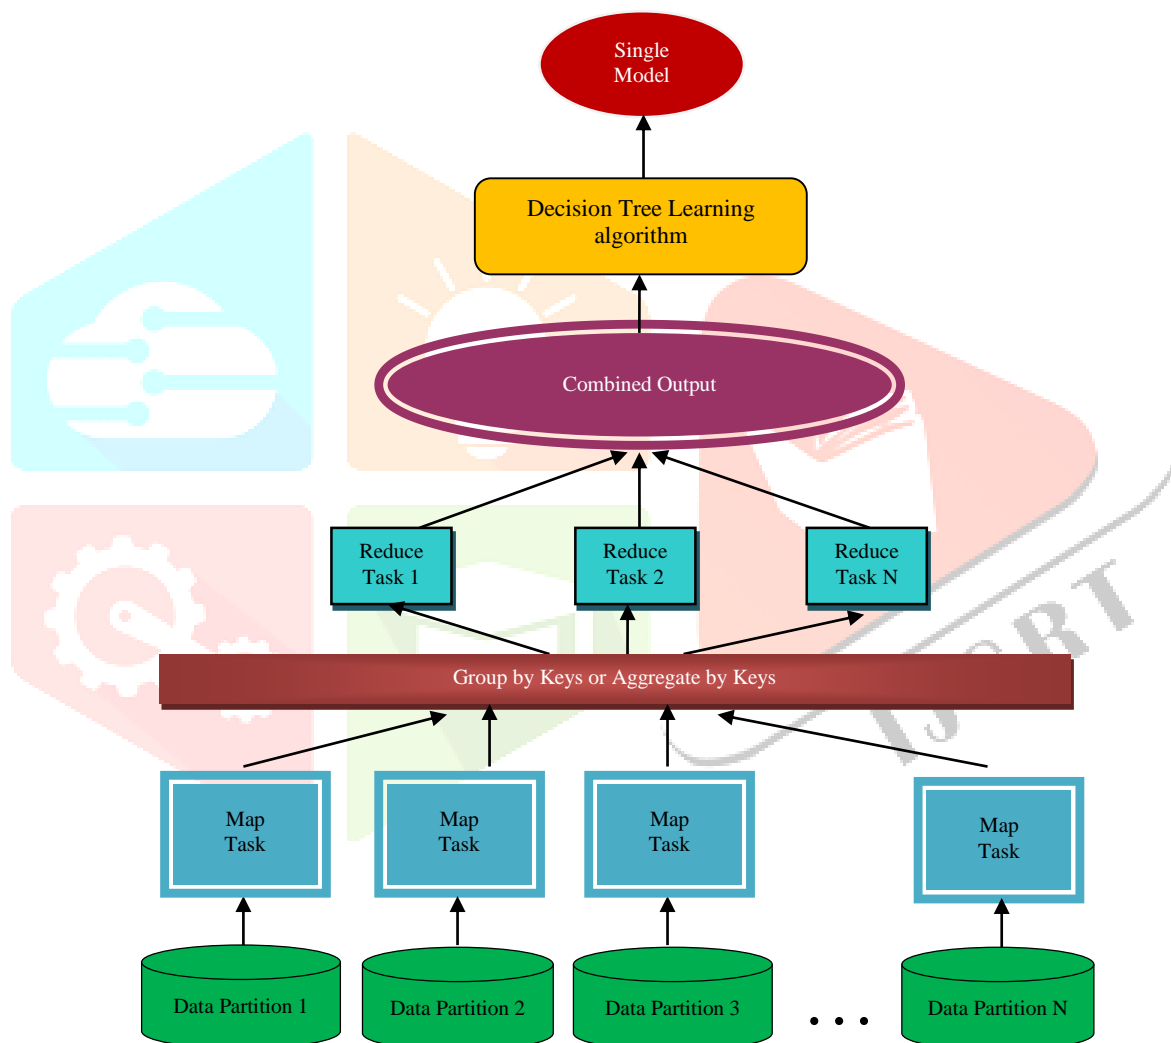 Single
Model
Decision Tree Learning
algorithm
Combined Output
Reduce
Task 1
Reduce
Task 2
Reduce
Task N
Group by Keys or Aggregate by Keys
Map
Task
Map
Task
Map
Task
Map
Task
Data Partition 1
Data Partition 2
Data Partition 3
. . .
Data Partition N
IJCRT